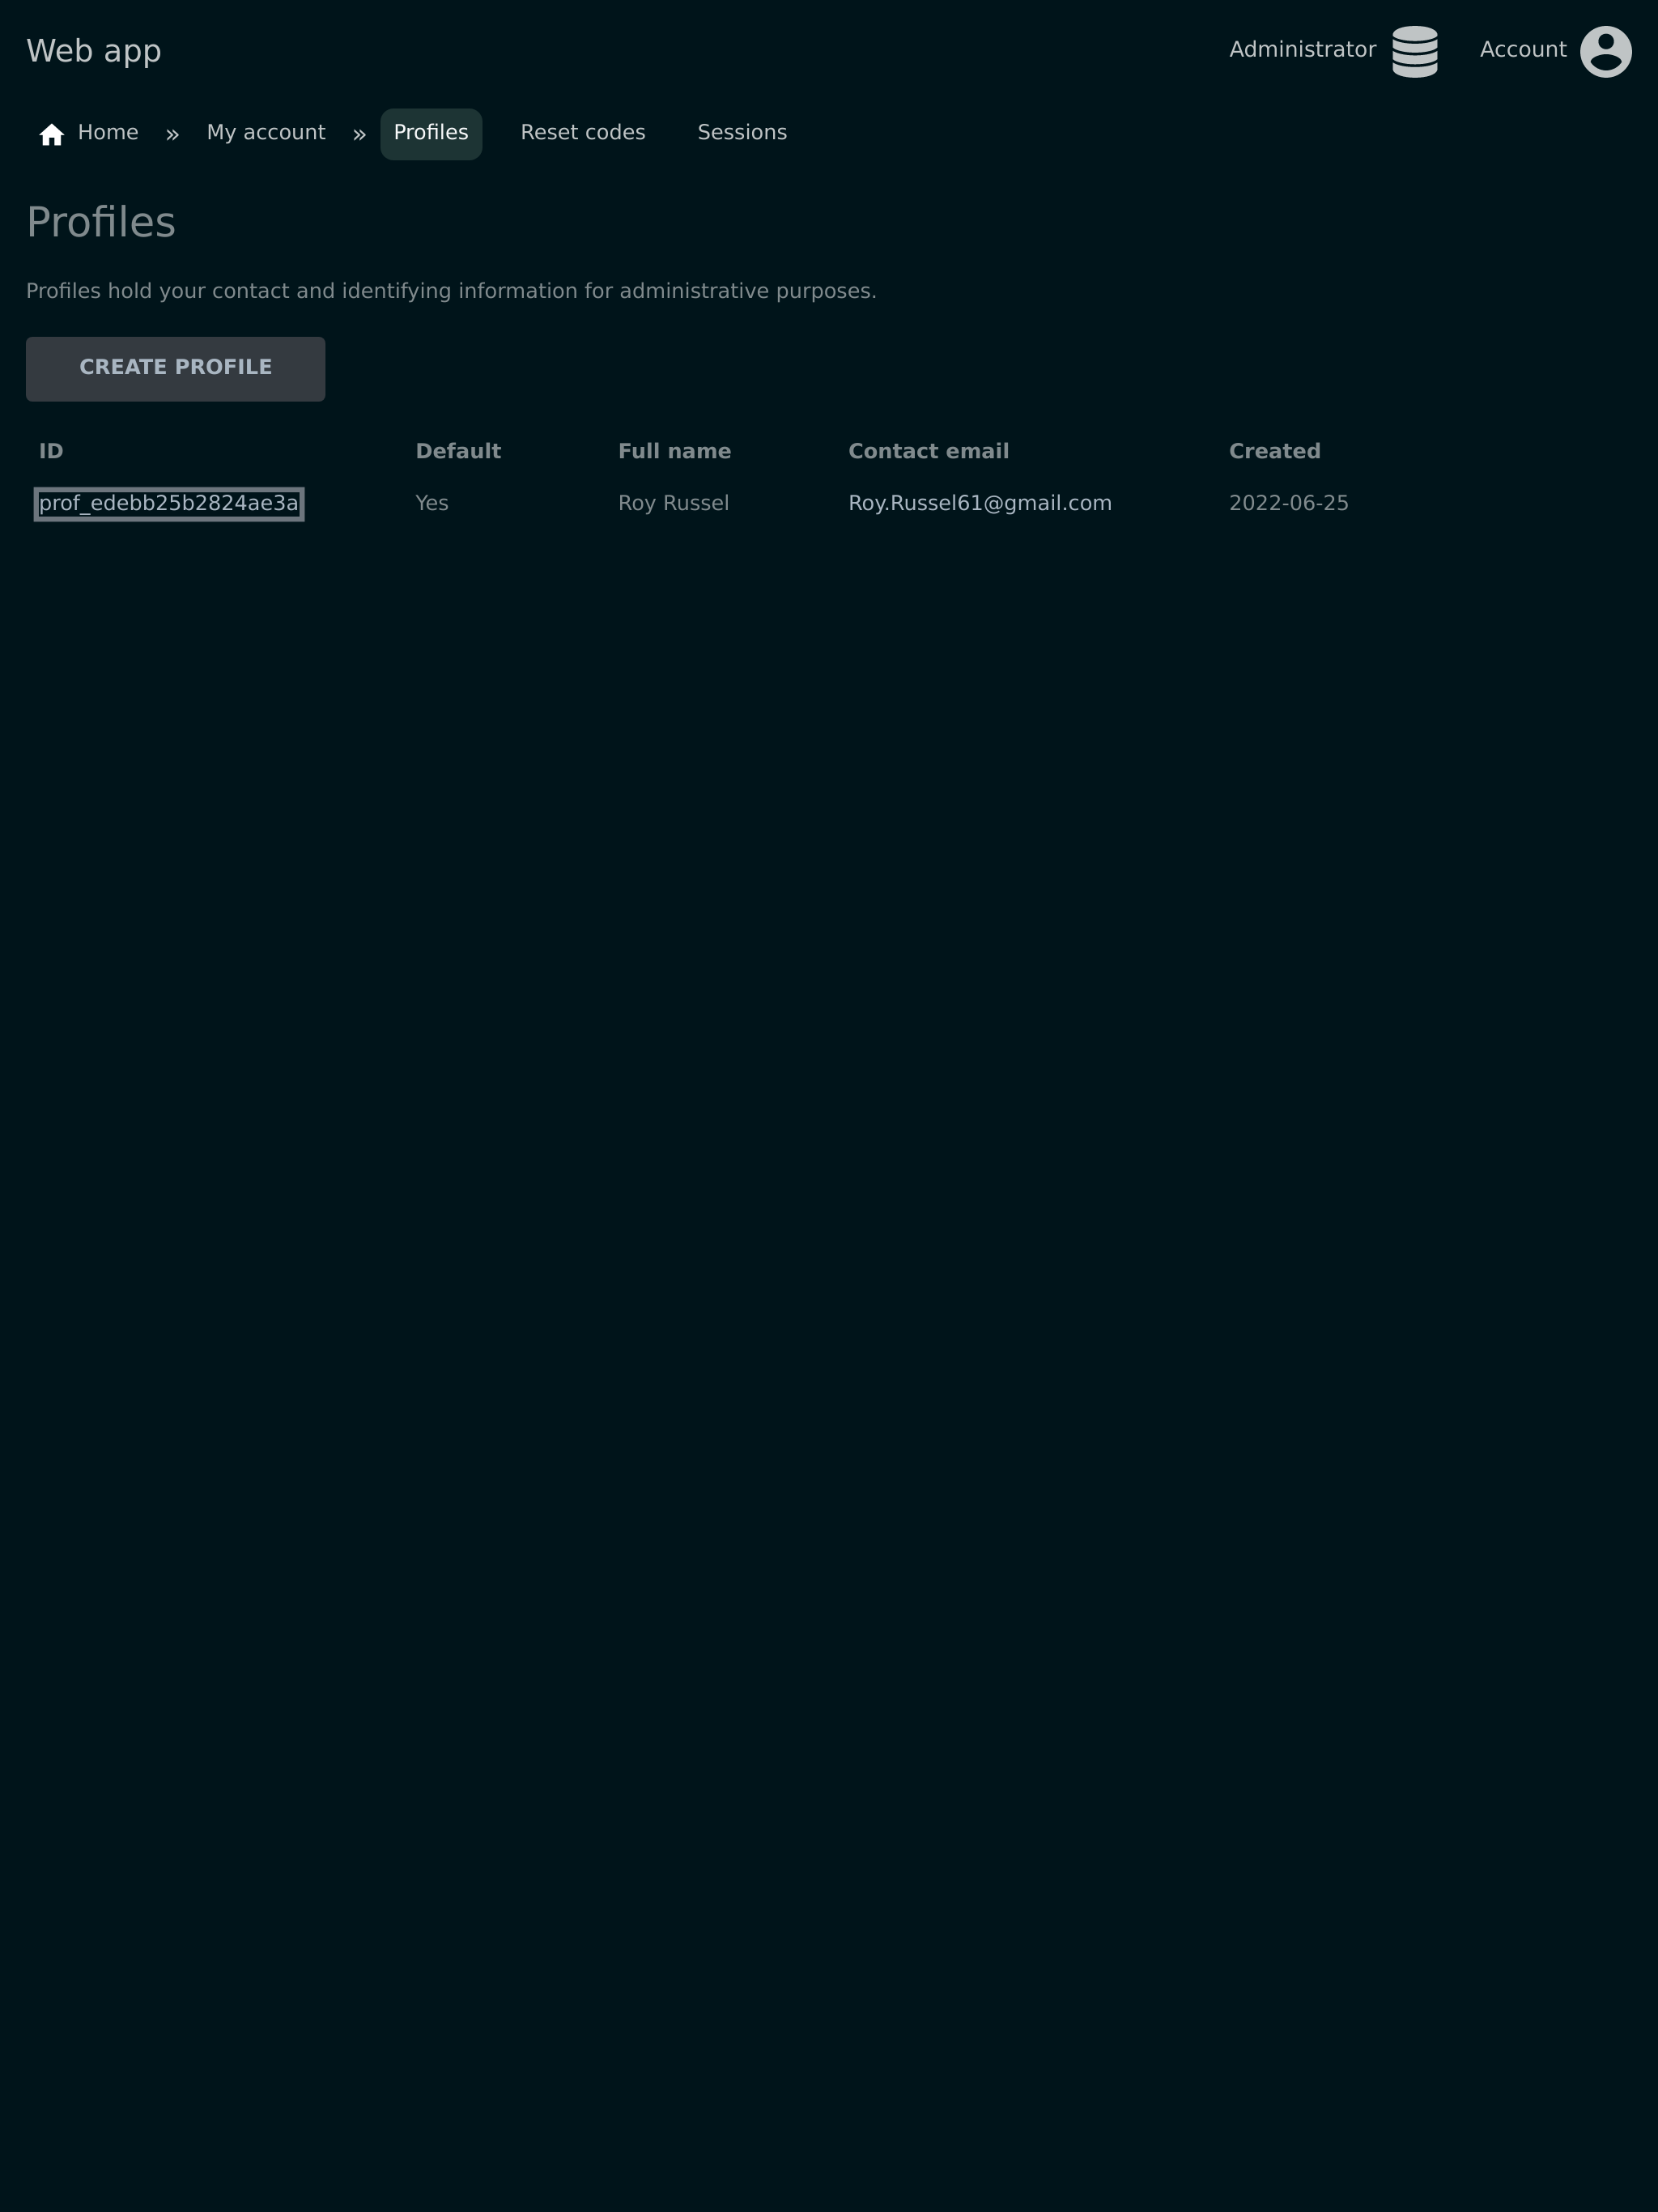 Web app
Administrator
Account
Home » My account » Profiles Reset codes Sessions
Profiles
Profiles hold your contact and identifying information for administrative purposes.
CREATE PROFILE
ID Default Full name Contact email Created
prof_edebb25b2824ae3a Yes Roy Russel Roy.Russel61@gmail.com 2022-06-25